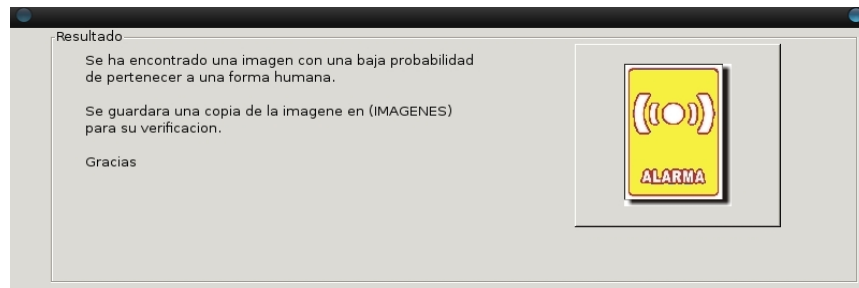 Resultado
Se ha encontrado una imagen con una baja probabilidad
de pertenecer a una forma humana.
Se guardara una copia de la imagene en (IMAGENES)
para su verificacion.
Gracias
ALARMA